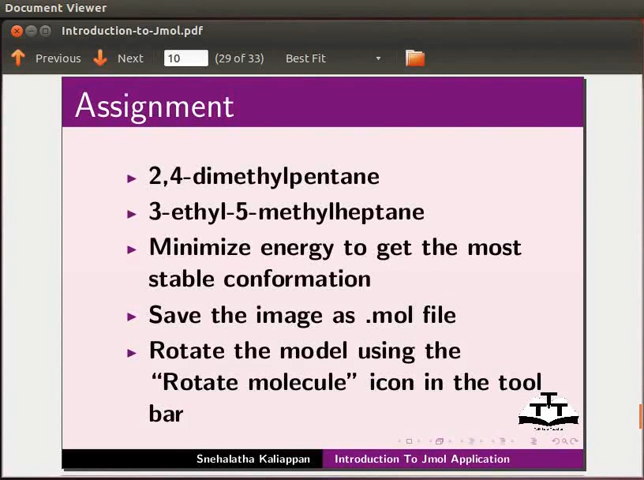 Document Viewer
Introduction-to-Jmol.pdf
Previous Next 10 (29 of 33) Best Fit
Assignment
2,4-dimethylpentane
3-ethyl-5-methylheptane
Minimize energy to get the most
stable conformation
Save the image as .mol file
Rotate the model using the
“Rotate molecule” icon in the tool
bar
Snehalatha Kaliappan Introduction To Jmol Application